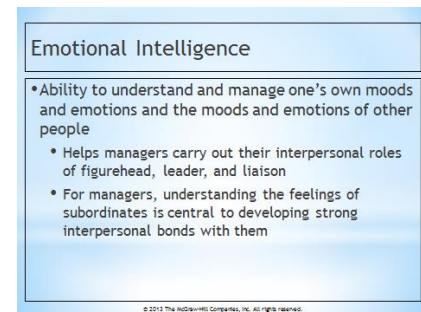 Emotional Intelligence
•Ability to understand and manage one's own moods
and emotions and the moods and emotions of other
people
• Helps managers carry out their interpersonal roles
of figurehead, leader, and liaison
• For managers, understanding the feelings of
subordinates is central to developing strong
interpersonal bonds with them
© 2013 The McGraw-Hill Companies, Inc. All rights reserved.